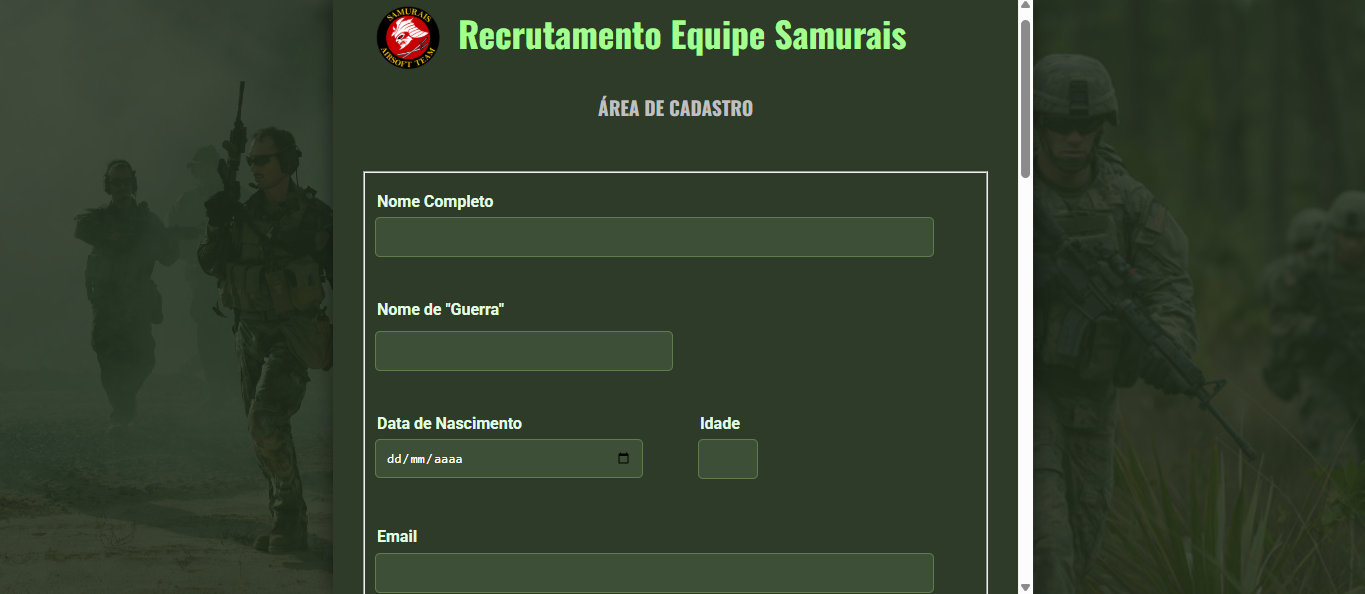 SAMURAIS
AIRSOFT TEAM
Recrutamento Equipe Samurais
ÁREA DE CADASTRO
Nome Completo
Nome de "Guerra"
Data de Nascimento
Idade
dd/mm/aaaa
Email